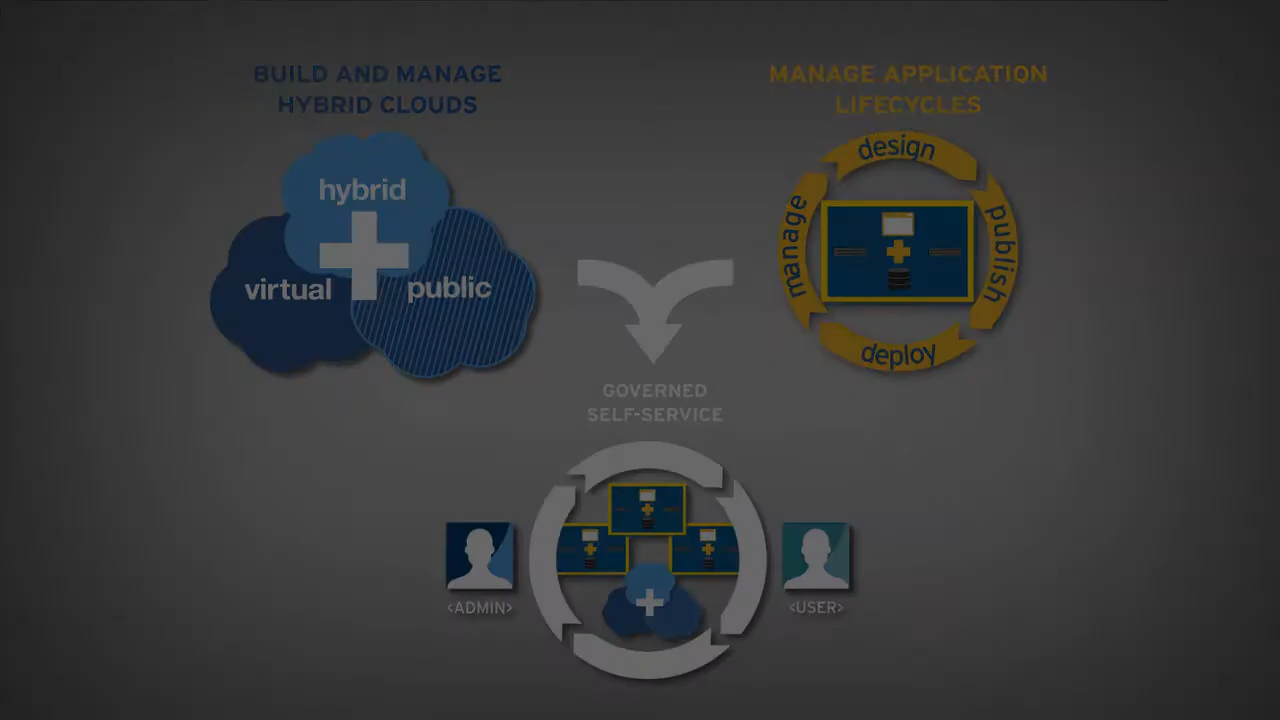 BUILD AND MANAGE
HYBRID CLOUDS
hybrid
virtual
public
MANAGE APPLICATION
LIFECYCLES
design
manage
publish
deploy
GOVERNED
SELF-SERVICE
<ADMIN>
<USER>